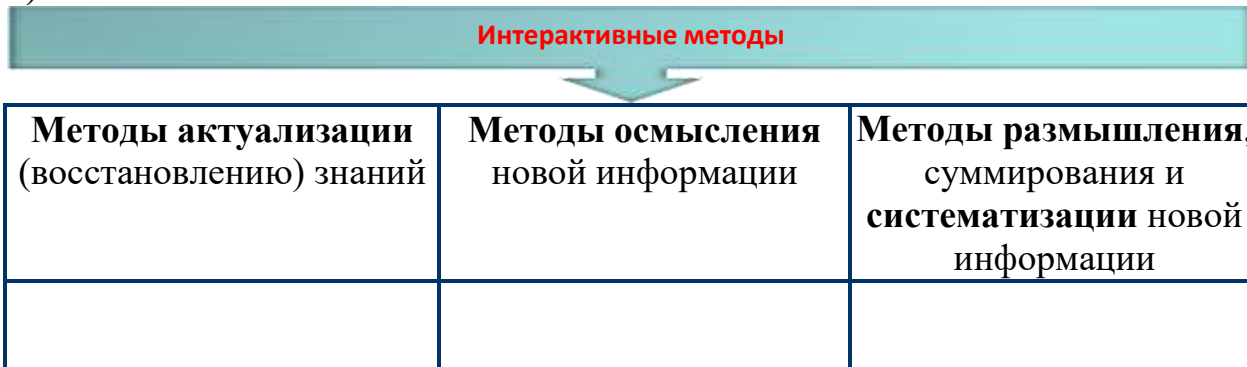 )
Интерактивные методы
Методы актуализации
(восстановлению) знаний
Методы осмысления
новой информации
Методы размышления,
суммирования и
систематизации новой
информации